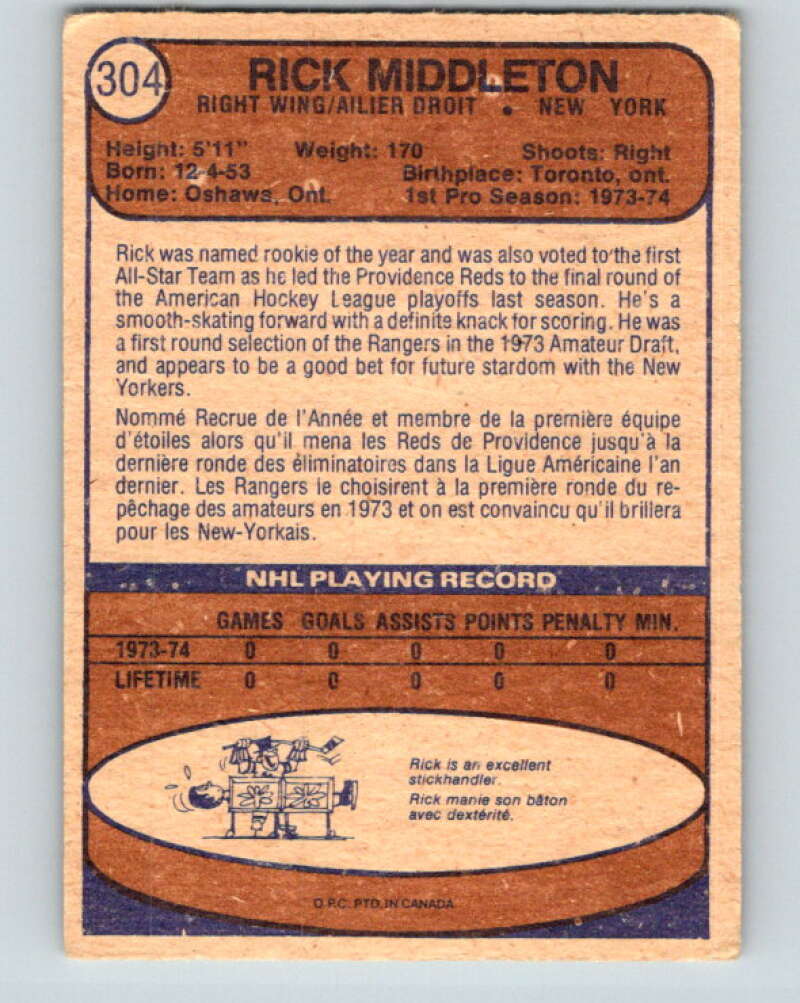 304
RICK MIDDLETON
RIGHT WING/AILIER DROIT • NEW YORK
Height: 5'11" Weight: 170 Shoots: Right
Born: 12-4-53 Birthplace: Toronto, ont.
Home: Oshawa, Ont. 1st Pro Season: 1973-74
Rick was named rookie of the year and was also voted to the first
All-Star Team as he led the Providence Reds to the final round of
the American Hockey League playoffs last season. He's a
smooth-skating forward with a definite knack for scoring. He was
a first round selection of the Rangers in the 1973 Amateur Draft,
and appears to be a good bet for future stardom with the New
Yorkers.
Nommé Recrue de l'Année et membre de la première équipe
d'étoiles alors qu'il mena les Reds de Providence jusqu'à la
dernière ronde des éliminatoires dans la Ligue Américaine l'an
dernier. Les Rangers le choisirent à la première ronde du re-
pêchage des amateurs en 1973 et on est convaincu qu'il brillera
pour les New-Yorkais.
NHL PLAYING RECORD
GAMES GOALS ASSISTS POINTS PENALTY MIN.
1973-74 0 0 0 0 0
LIFETIME 0 0 0 0 0
Rick is an excellent
stickhandler.
Rick manie son bâton
avec dextérité.
O.P.C. PTD. IN CANADA